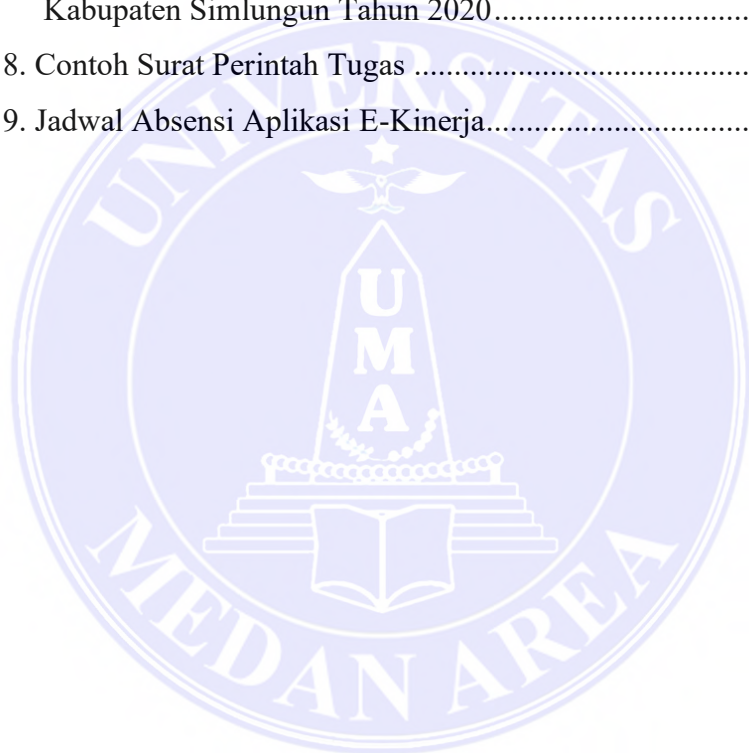 Kabupaten Simlungun Tahun 2020..............................
8. Contoh Surat Perintah Tugas ........................................
9. Jadwal Absensi Aplikasi E-Kinerja...............................
UNIVERSITAS
U
M
A
MEDAN AREA